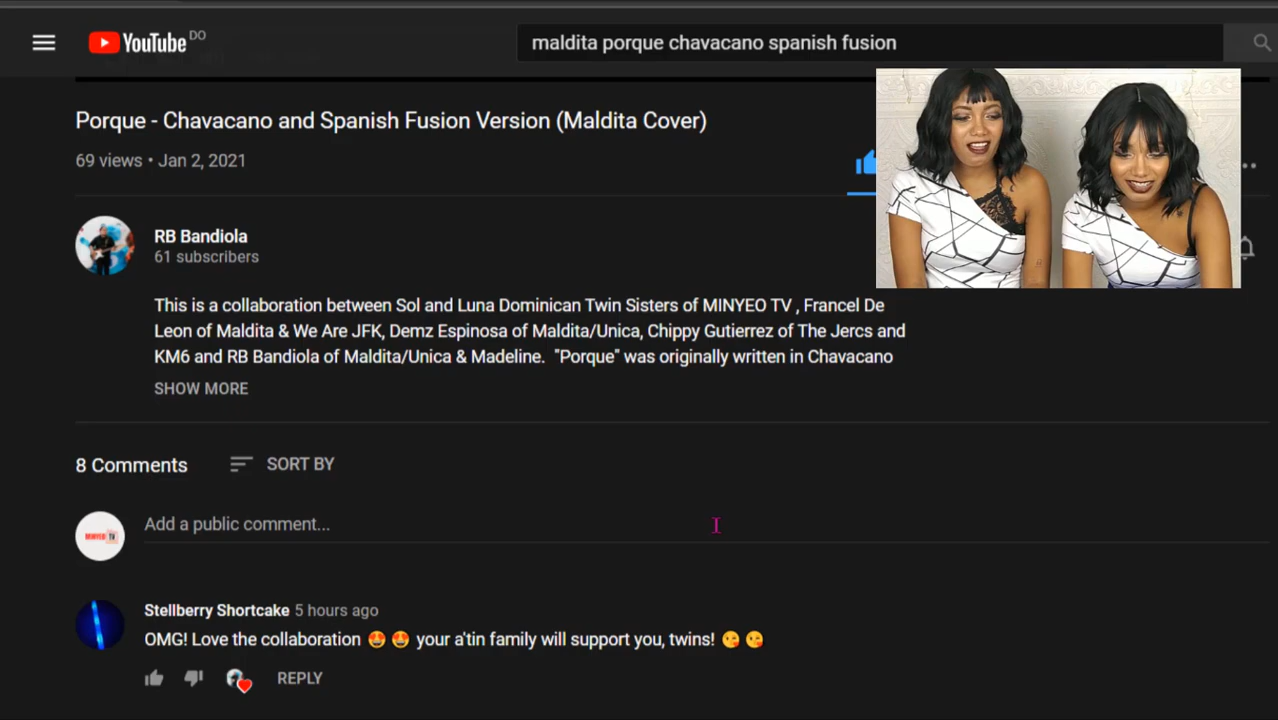 YouTube DO
maldita porque chavacano spanish fusion
Porque - Chavacano and Spanish Fusion Version (Maldita Cover)
69 views • Jan 2, 2021
RB Bandiola
61 subscribers
This is a collaboration between Sol and Luna Dominican Twin Sisters of MINYEO TV , Francel De
Leon of Maldita & We Are JFK, Demz Espinosa of Maldita/Unica, Chippy Gutierrez of The Jercs and
KM6 and RB Bandiola of Maldita/Unica & Madeline. "Porque" was originally written in Chavacano
SHOW MORE
8 Comments SORT BY
MINYEO TV
Add a public comment...
Stellberry Shortcake 5 hours ago
OMG! Love the collaboration 😍 😍 your a'tin family will support you, twins! 😘 😘
REPLY